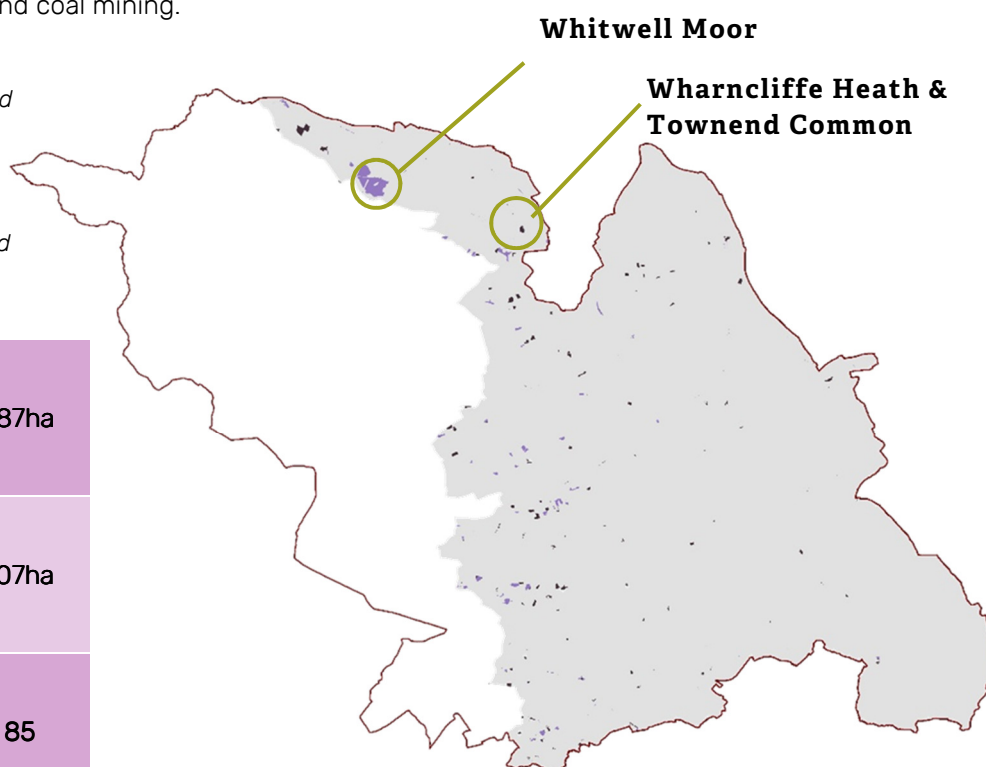 nd coal mining.
Whitwell Moor
d
Wharncliffe Heath &
Townend Common
d
87ha
07ha
85